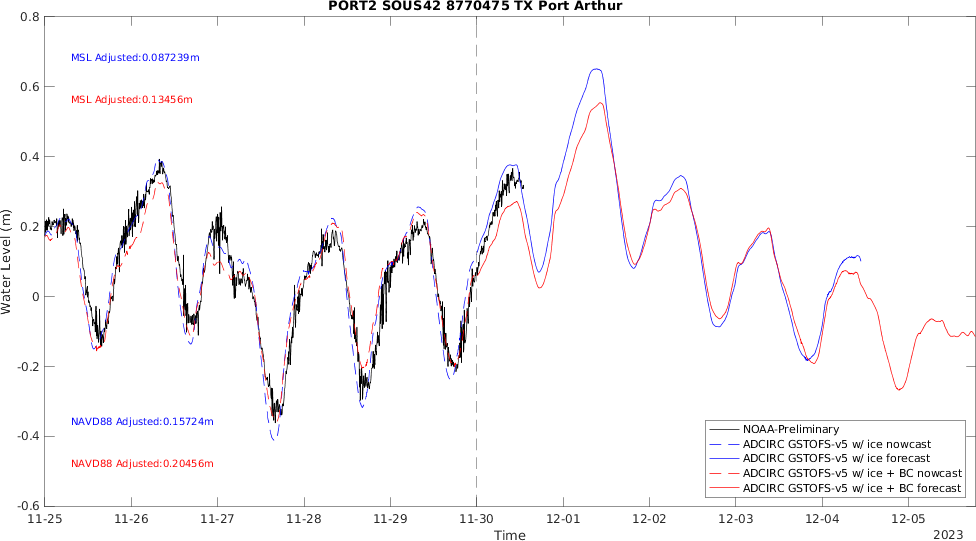 PORT2 SOUS42 8770475 TX Port Arthur
0.8
0.6
0.4
0.2
0
-0.2
-0.4
-0.6
Water Level (m)
MSL Adjusted:0.087239m
MSL Adjusted:0.13456m
NAVD88 Adjusted:0.15724m
NAVD88 Adjusted:0.20456m
NOAA-Preliminary
ADCIRC GSTOFS-v5 w/ ice nowcast
ADCIRC GSTOFS-v5 w/ ice forecast
ADCIRC GSTOFS-v5 w/ ice + BC nowcast
ADCIRC GSTOFS-v5 w/ ice + BC forecast
11-25 11-26 11-27 11-28 11-29 11-30 12-01 12-02 12-03 12-04 12-05
Time
2023